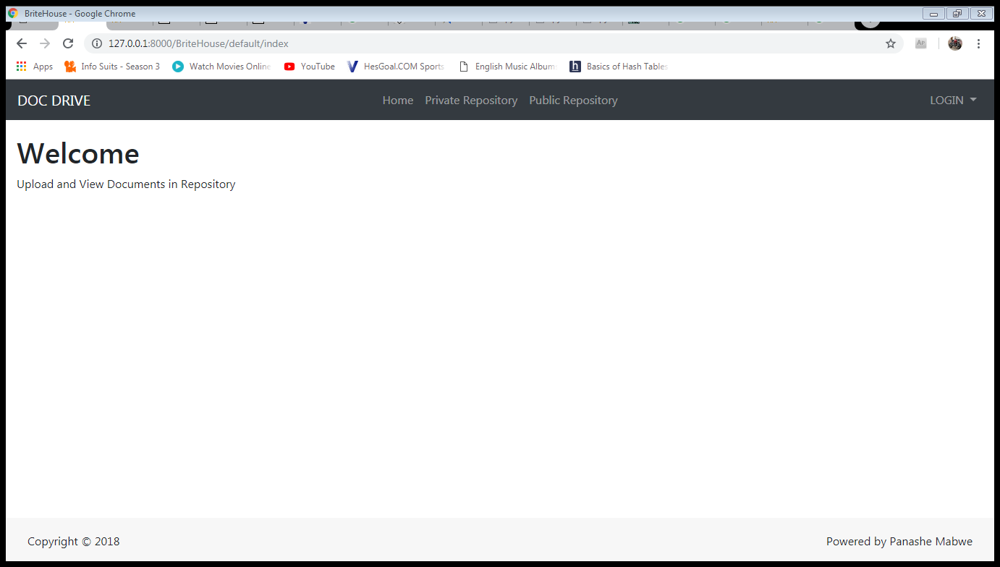 BriteHouse - Google Chrome
127.0.0.1:8000/BriteHouse/default/index
Apps Info Suits - Season 3 Watch Movies Online YouTube HesGoal.COM Sports English Music Album Basics of Hash Tables
DOC DRIVE Home Private Repository Public Repository LOGIN
Welcome
Upload and View Documents in Repository
Copyright © 2018 Powered by Panashe Mabwe